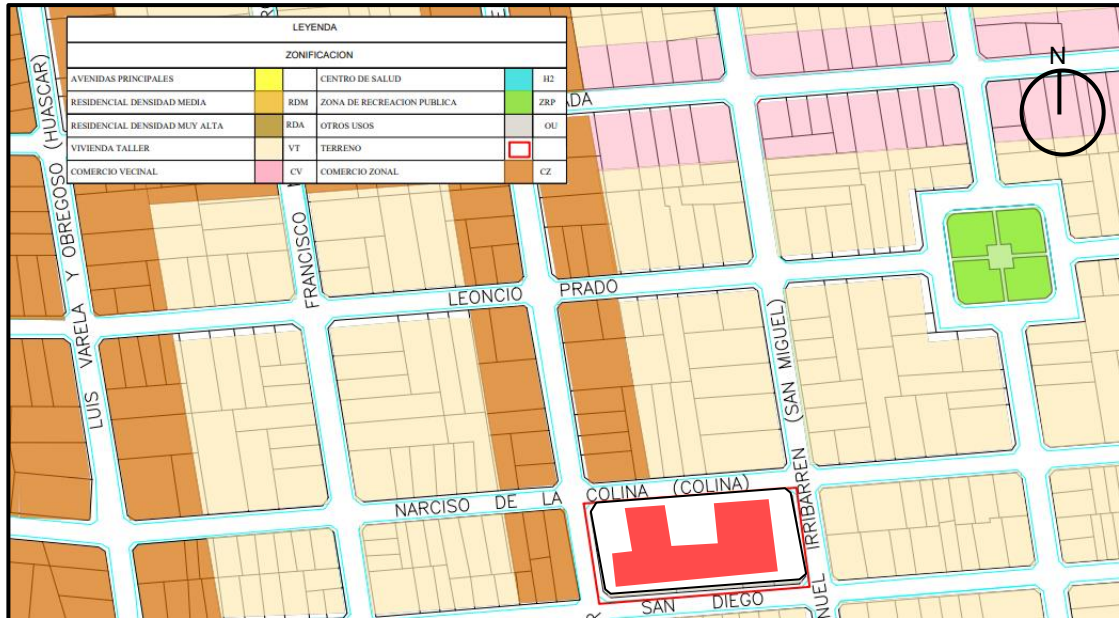 LEYENDA
ZONIFICACION
AVENIDAS PRINCIPALES CENTRO DE SALUD H2
RESIDENCIAL DENSIDAD MEDIA RDM ZONA DE RECREACION PUBLICA ZRP
RESIDENCIAL DENSIDAD MUY ALTA RDA OTROS USOS OU
VIVIENDA TALLER VT TERRENO
COMERCIO VECINAL CV COMERCIO ZONAL CZ
N
ADA
LUIS VARELA Y OBREGOSO (HUASCAR)
FRANCISCO
LEONCIO PRADO
NARCISO DE LA COLINA (COLINA)
NUEL IRRIBARREN (SAN MIGUEL)
SAN DIEGO